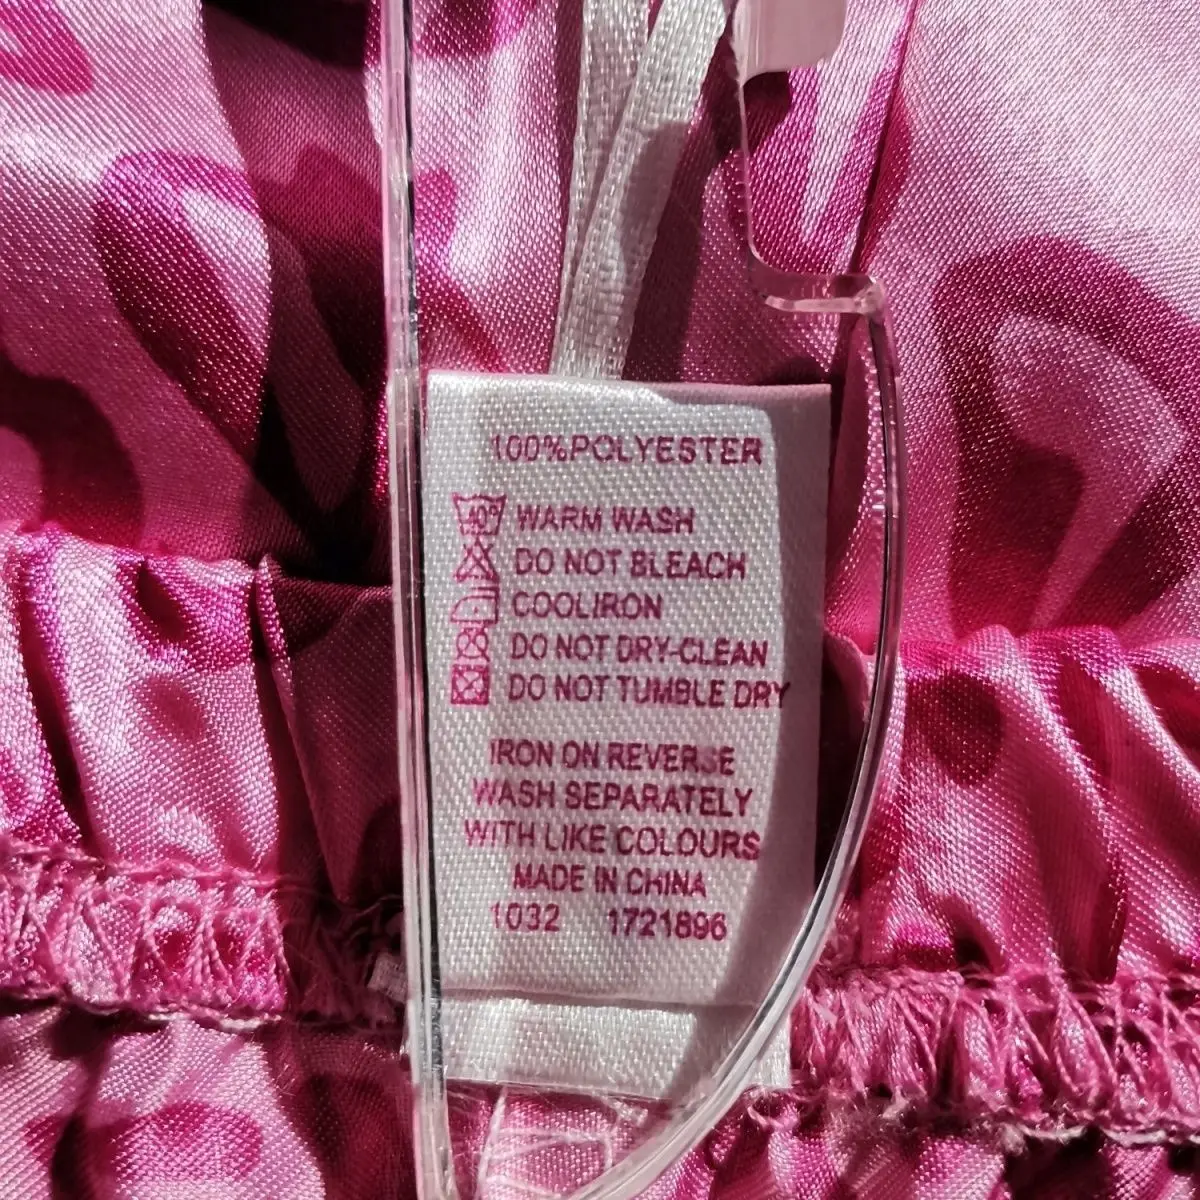 100%POLYESTER
40° WARM WASH
DO NOT BLEACH
COOLIRON
DO NOT DRY-CLEAN
DO NOT TUMBLE DRY
IRON ON REVERSE
WASH SEPARATELY
WITH LIKE COLOURS
MADE IN CHINA
1032 1721896